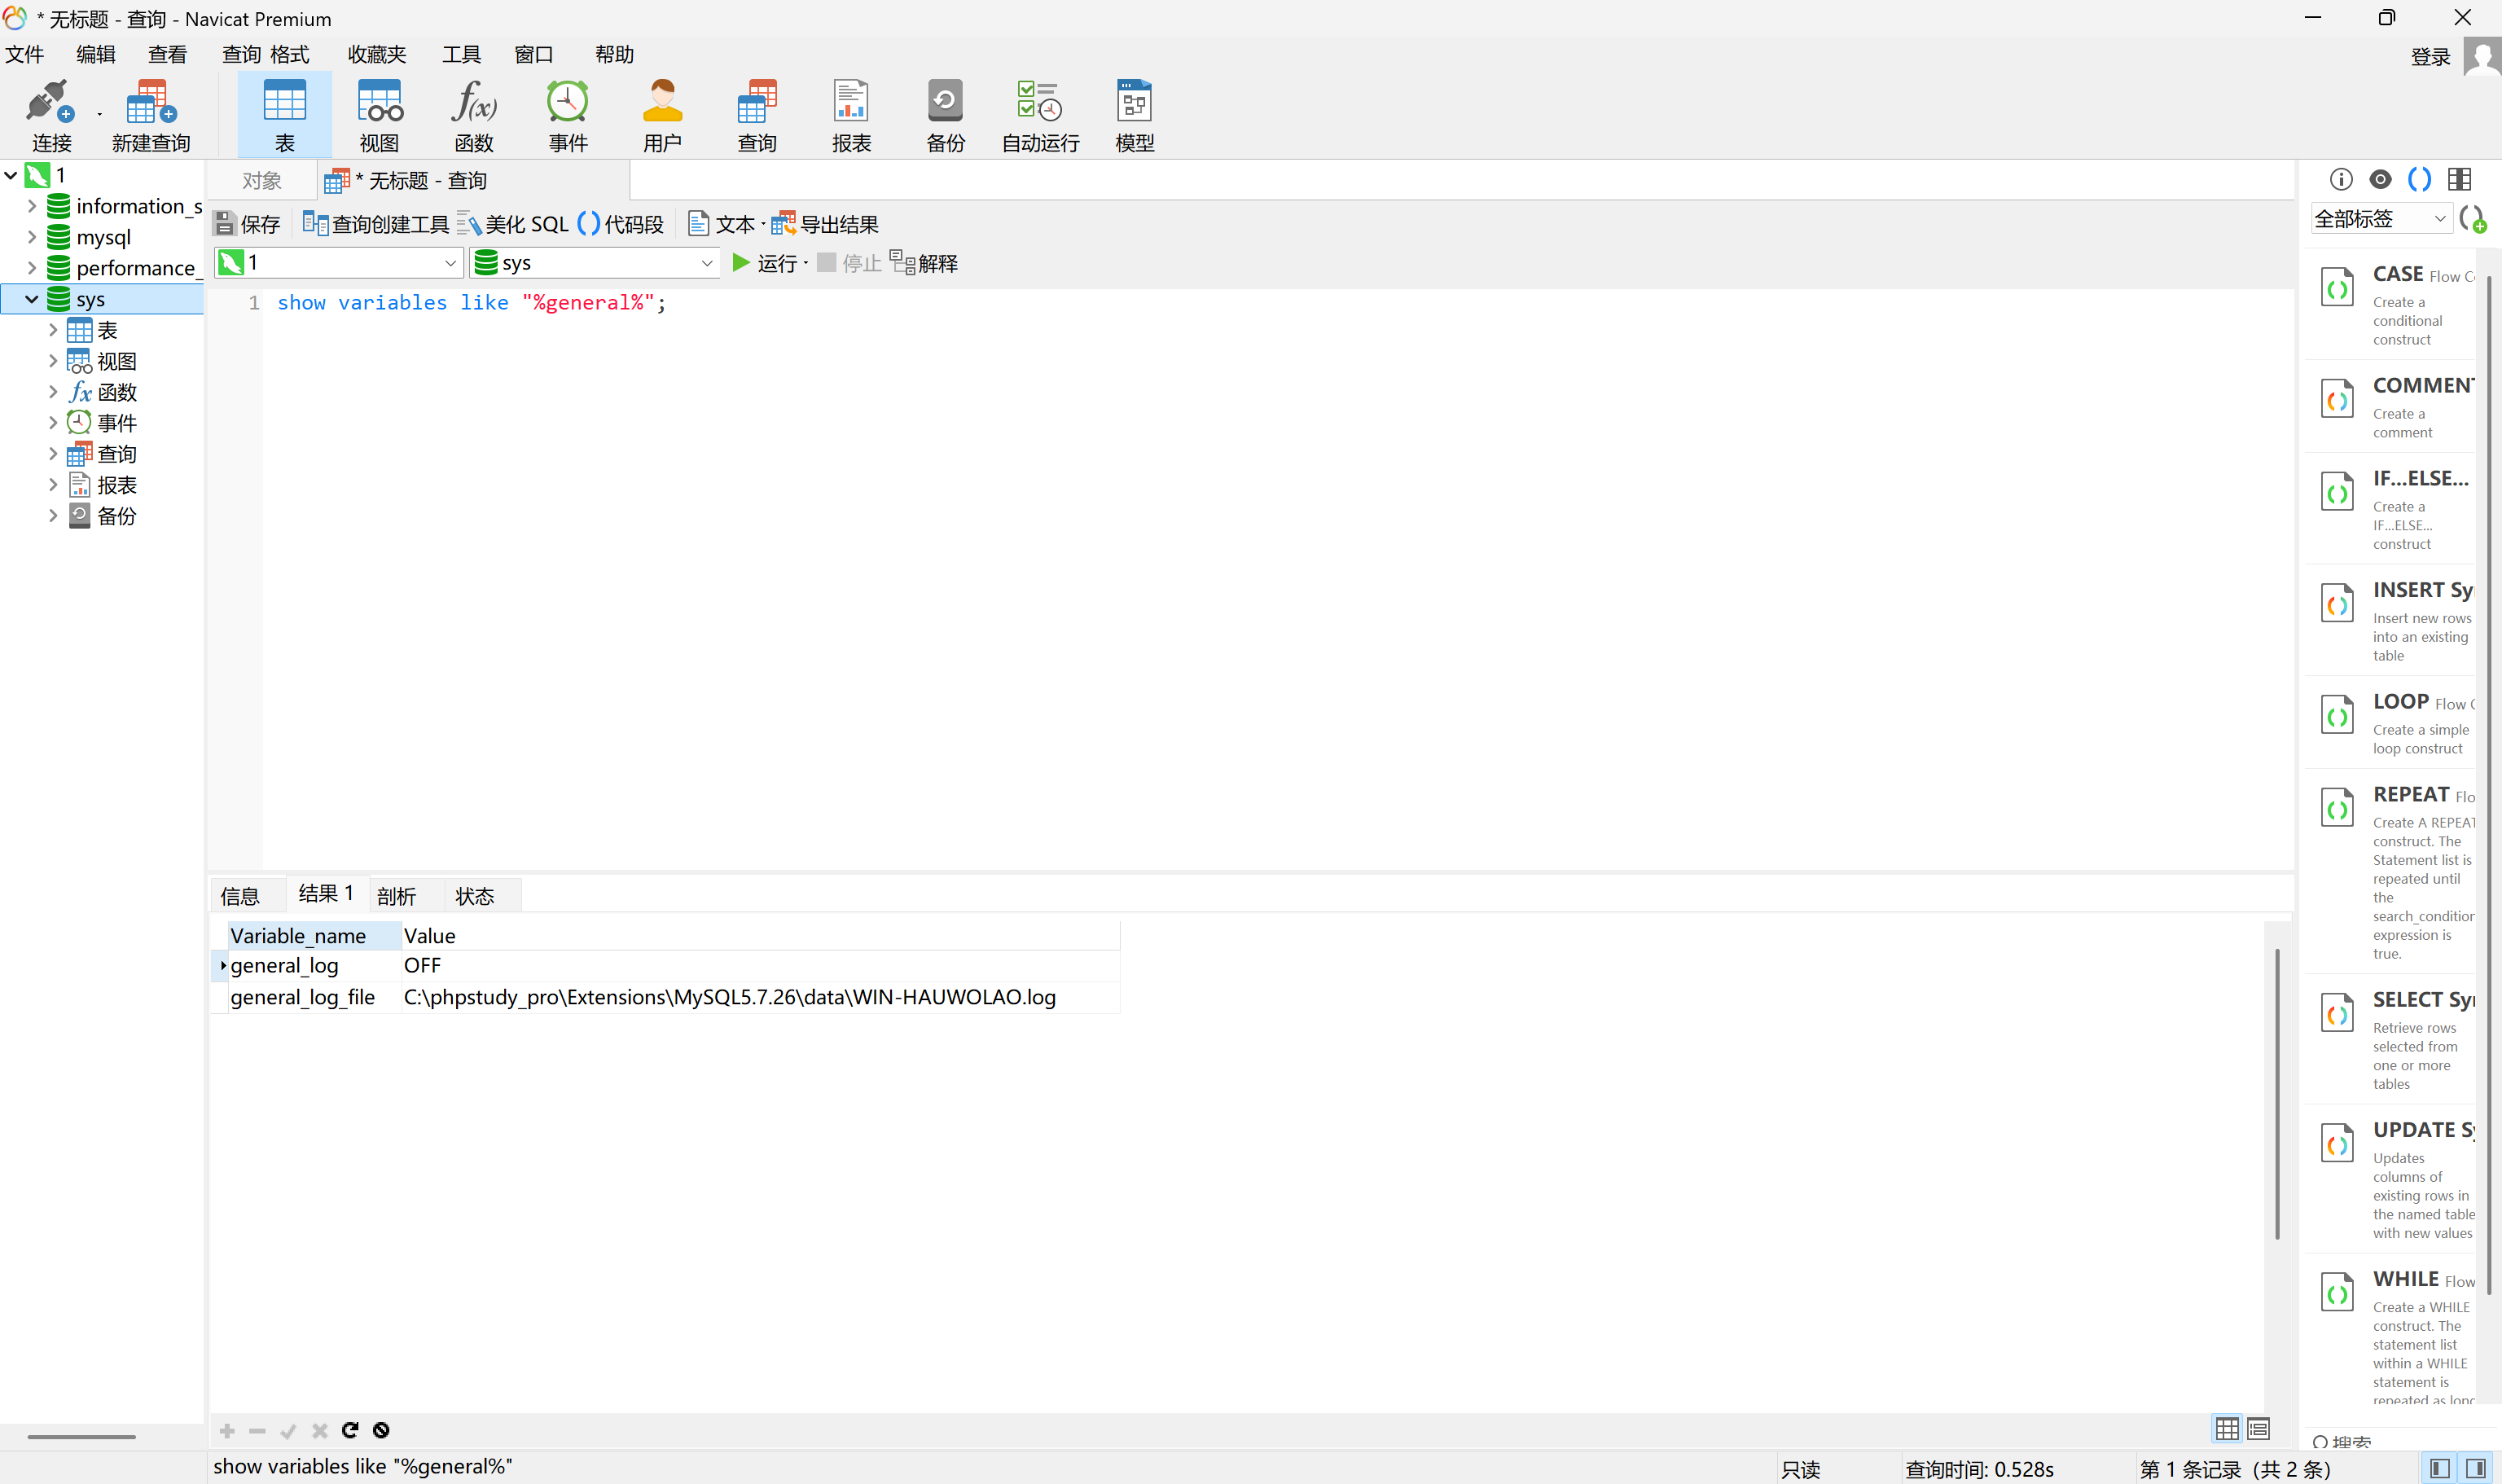 * 无标题 - 查询 - Navicat Premium
文件 编辑 查看 查询 格式 收藏夹 工具 窗口 帮助
登录
连接 新建查询 表 视图 函数 事件 用户 查询 报表 备份 自动运行 模型
1
information_s
mysql
performance_
sys
表
视图
函数
事件
查询
报表
备份
对象 * 无标题 - 查询
保存 查询创建工具 美化 SQL 代码段 文本 导出结果
1 sys 运行 停止 解释
1 show variables like "%general%";
信息 结果 1 剖析 状态
Variable_name Value
general_log OFF
general_log_file C:\phpstudy_pro\Extensions\MySQL5.7.26\data\WIN-HAUWOLAO.log
全部标签
CASE Flow C
Create a
conditional
construct
COMMENT
Create a
comment
IF...ELSE...
Create a
IF...ELSE...
construct
INSERT Sy
Insert new rows
into an existing
table
LOOP Flow C
Create a simple
loop construct
REPEAT Flo
Create A REPEAT
construct. The
Statement list is
repeated until
the
search_condition
expression is
true.
SELECT Syn
Retrieve rows
selected from
one or more
tables
UPDATE Sy
Updates
columns of
existing rows in
the named table
with new values
WHILE Flow
Create a WHILE
construct. The
statement list
within a WHILE
statement is
repeated as long
搜索
show variables like "%general%"
只读 查询时间: 0.528s 第 1 条记录 (共 2 条)